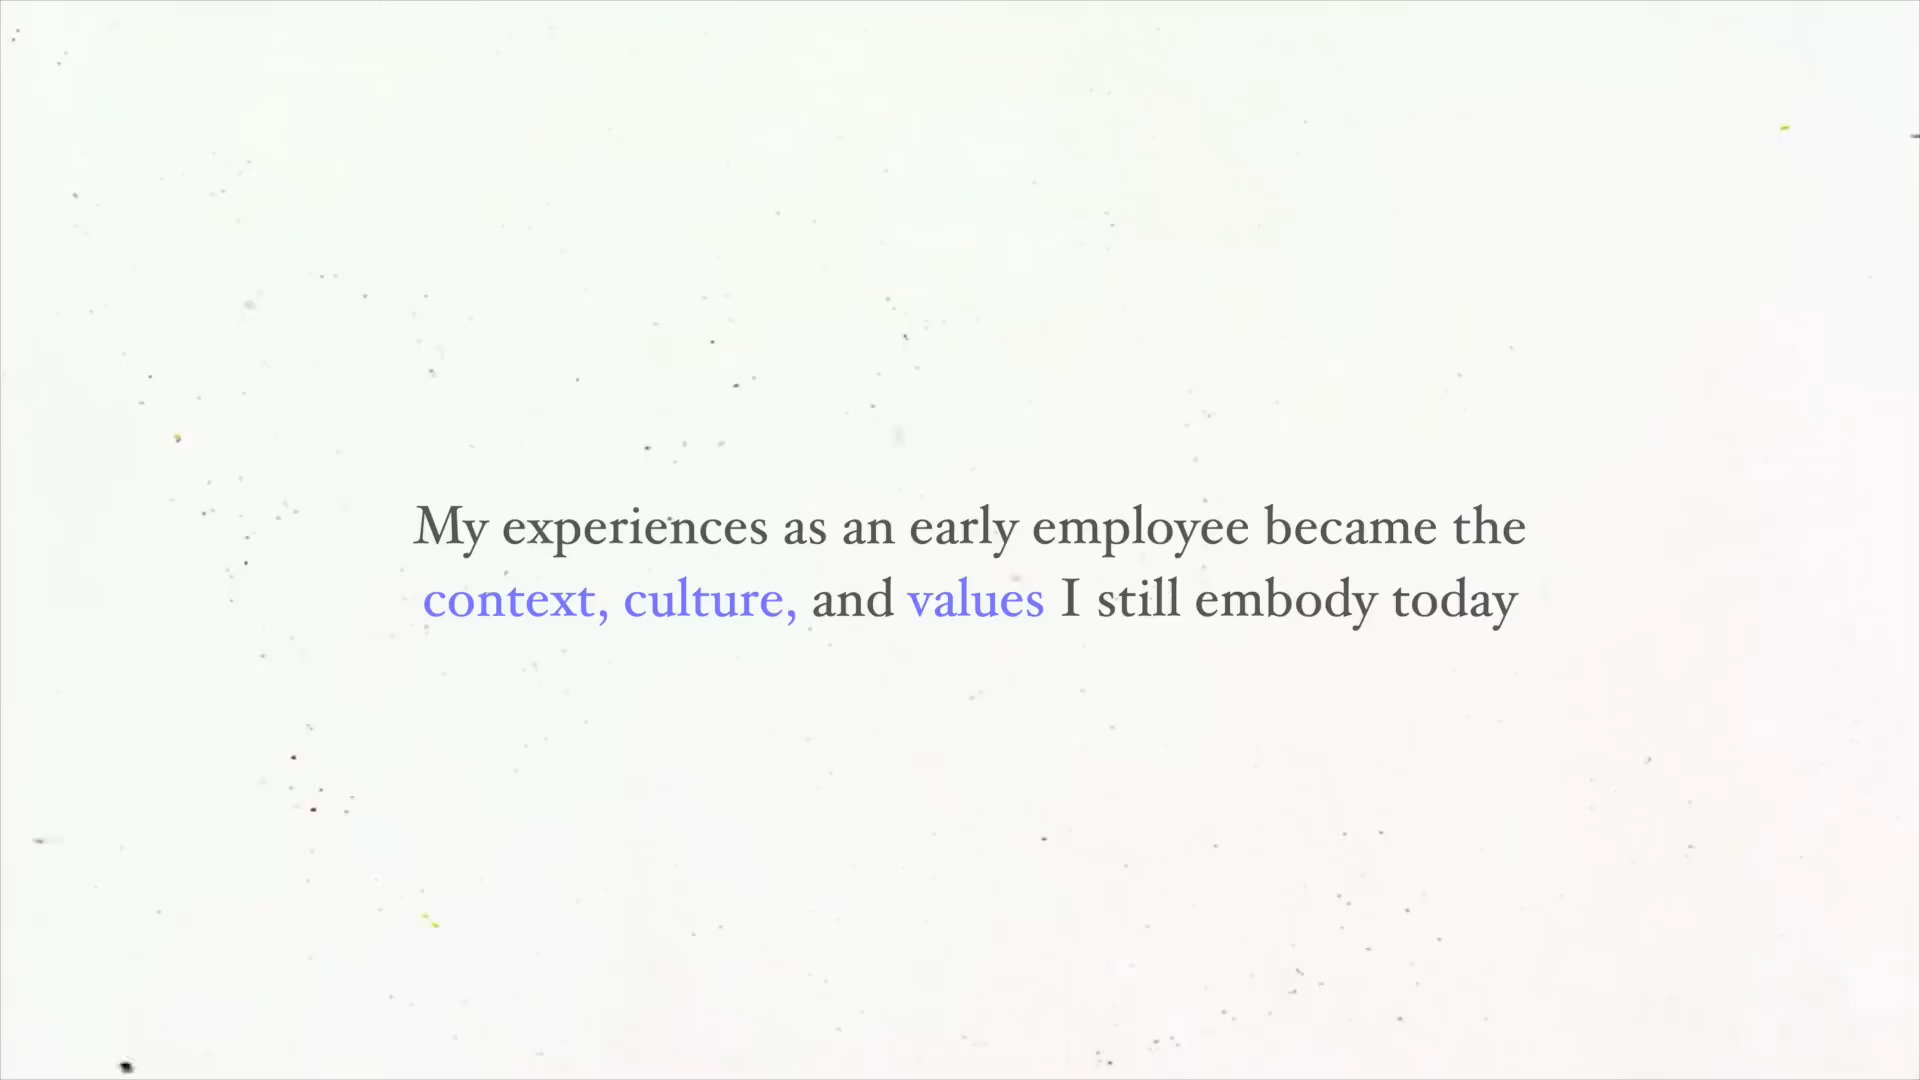 My experiences as an early employee became the
context, culture, and values I still embody today